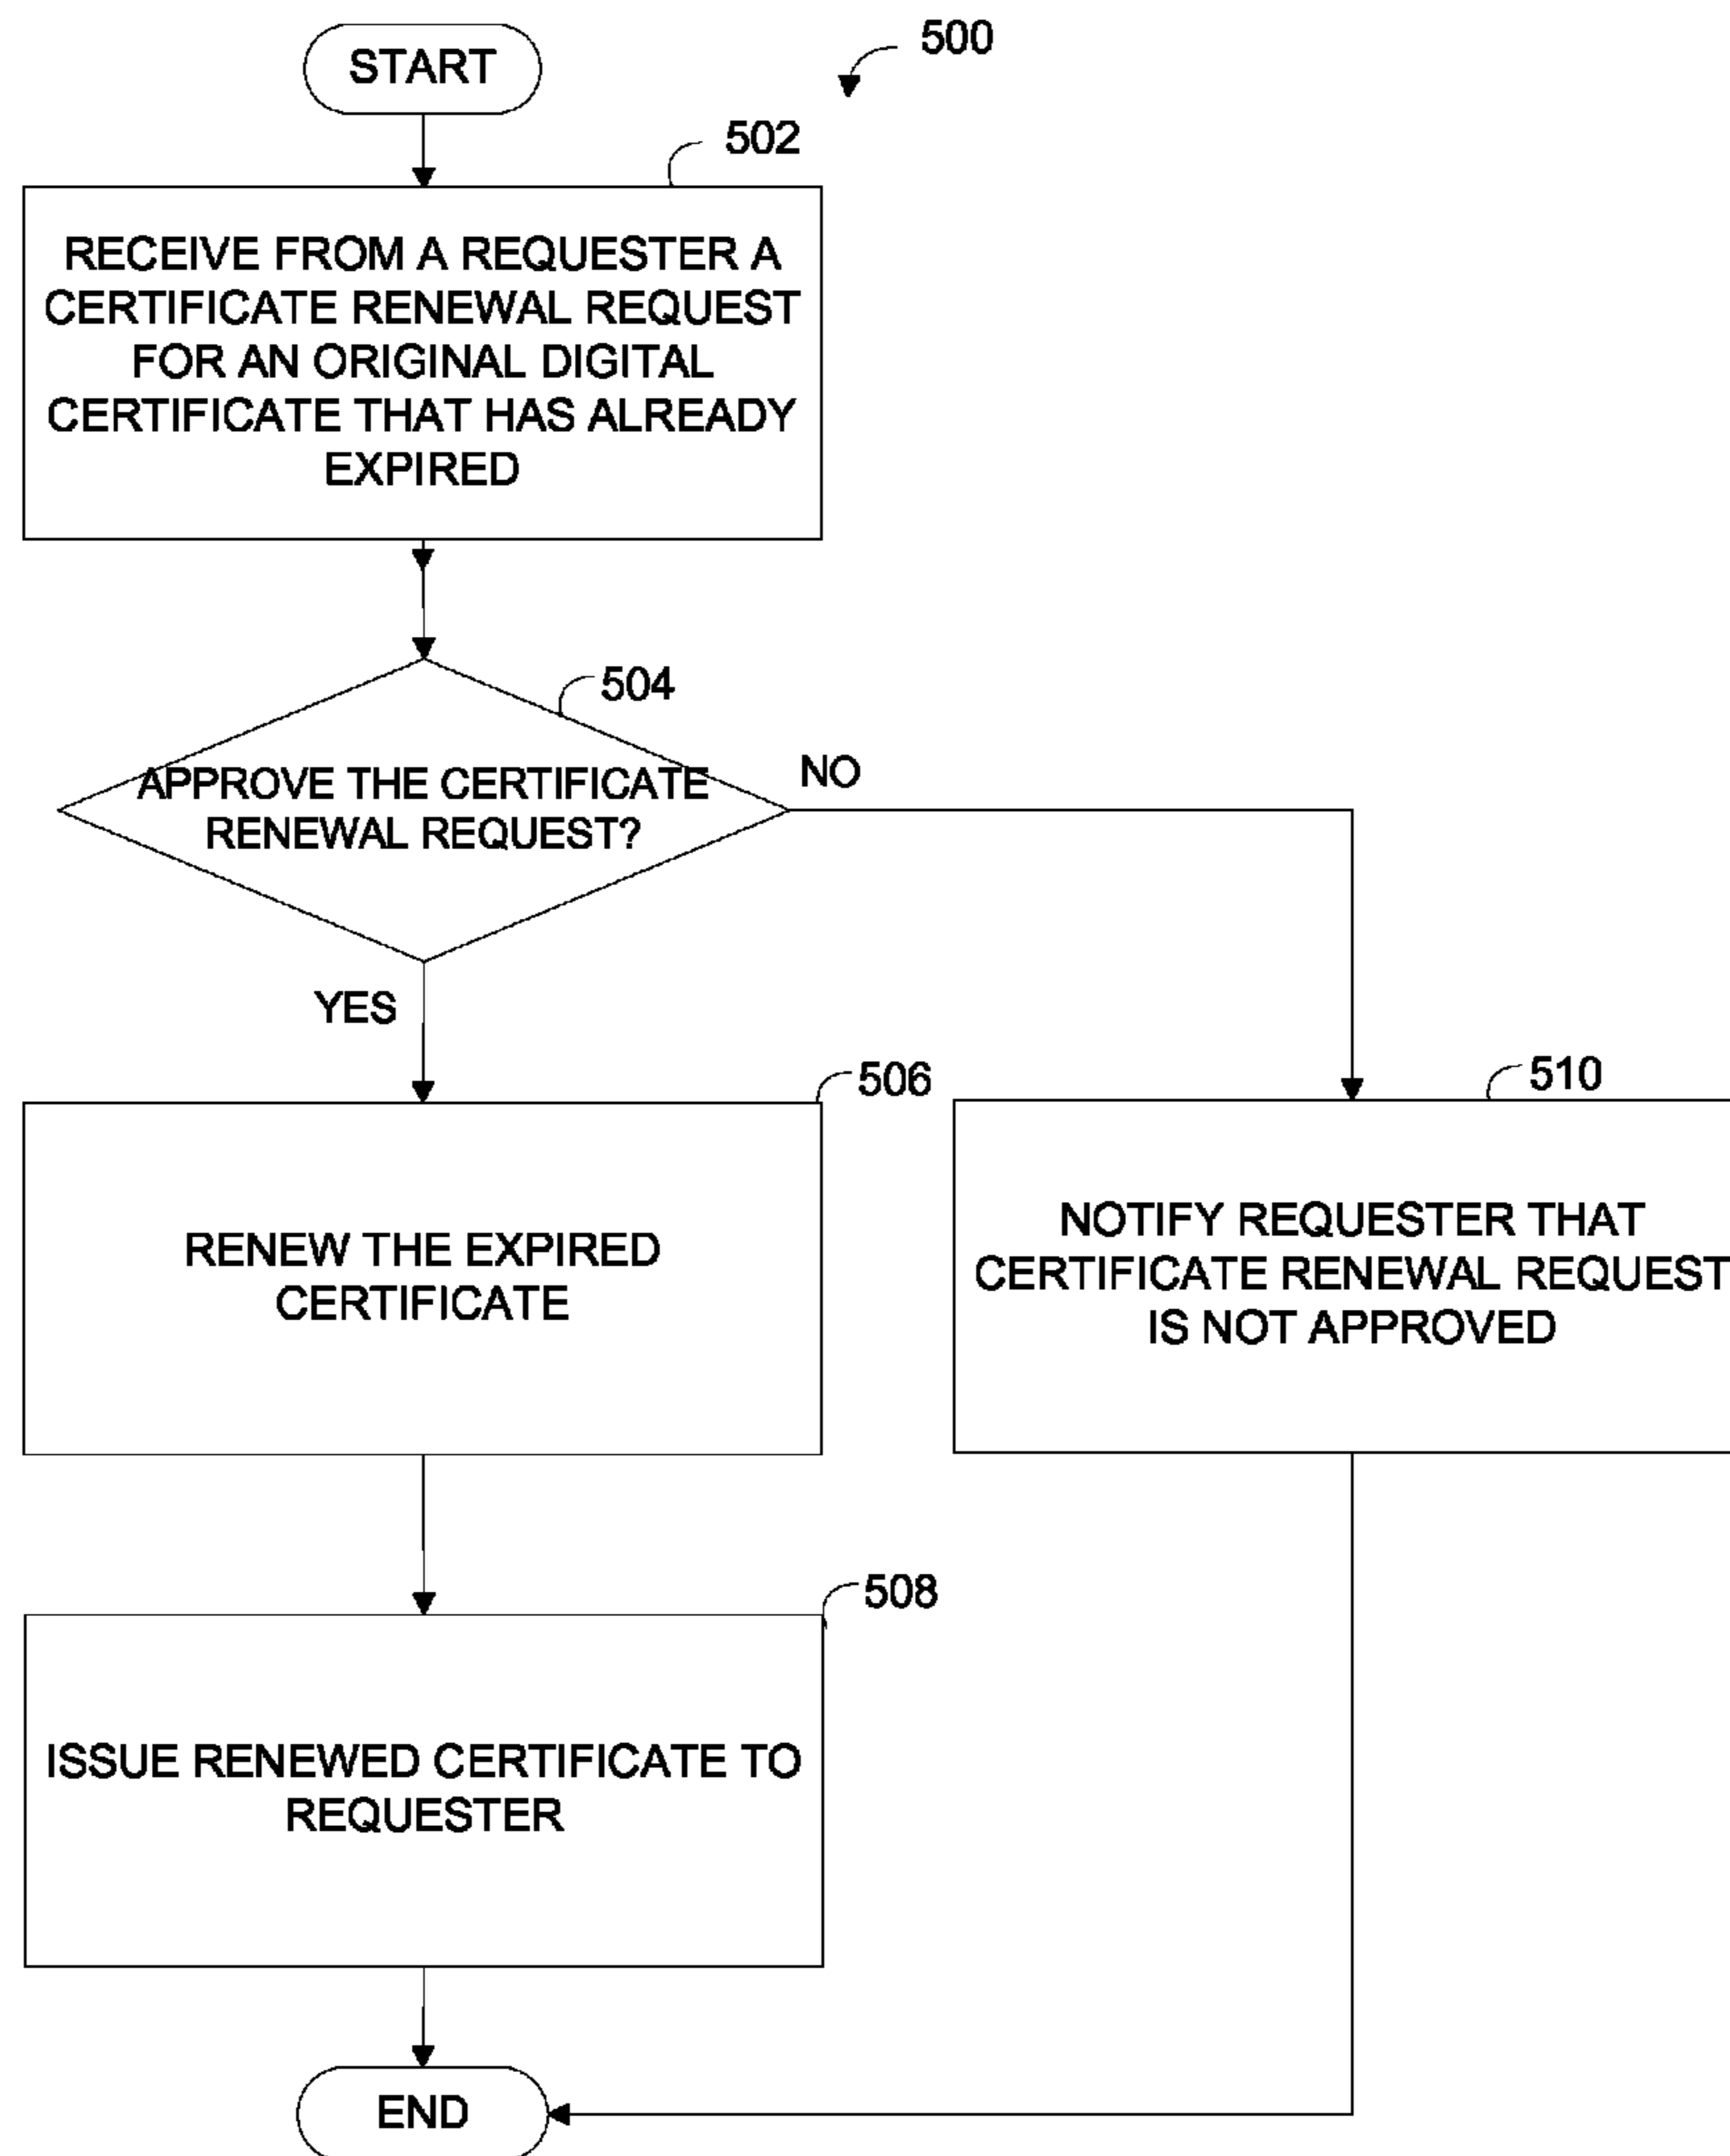 START
500
502
RECEIVE FROM A REQUESTER A
CERTIFICATE RENEWAL REQUEST
FOR AN ORIGINAL DIGITAL
CERTIFICATE THAT HAS ALREADY
EXPIRED
504
APPROVE THE CERTIFICATE
RENEWAL REQUEST?
NO
YES
506
RENEW THE EXPIRED
CERTIFICATE
510
NOTIFY REQUESTER THAT
CERTIFICATE RENEWAL REQUEST
IS NOT APPROVED
508
ISSUE RENEWED CERTIFICATE TO
REQUESTER
END